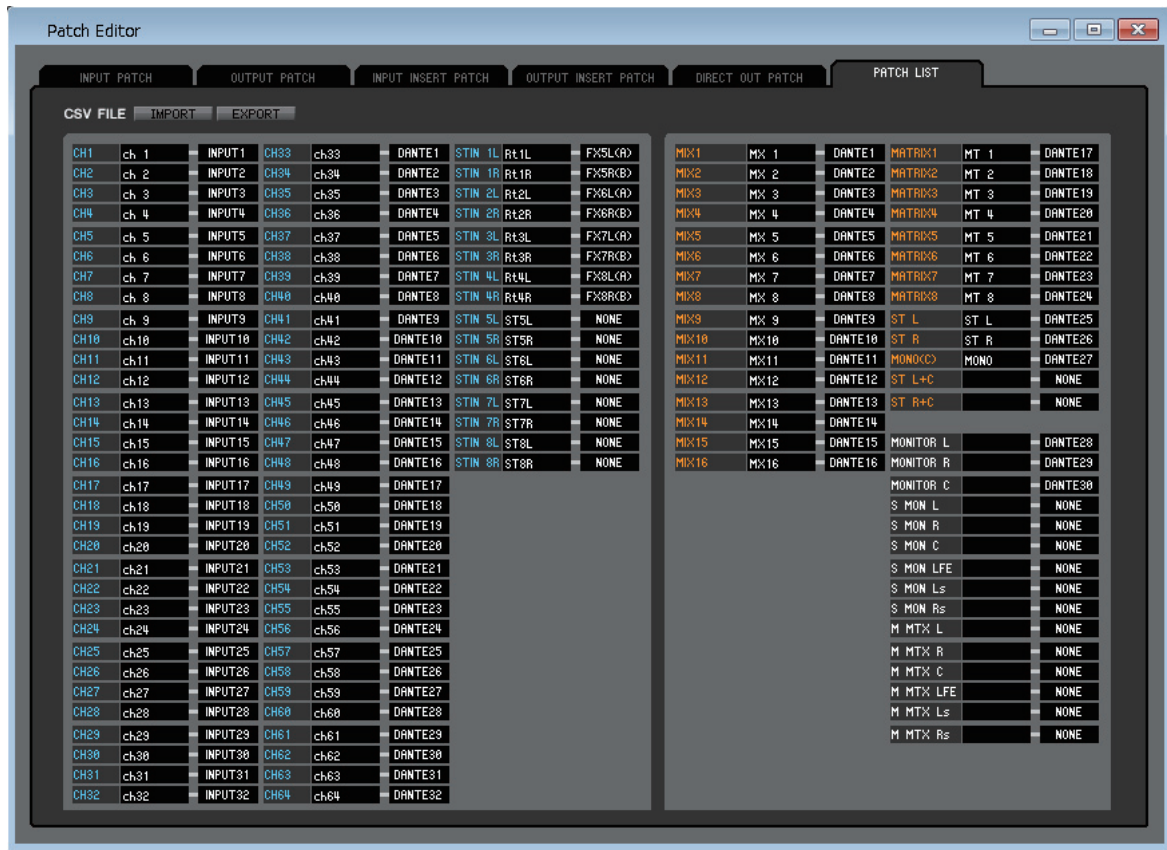 Patch Editor
INPUT PATCH OUTPUT PATCH INPUT INSERT PATCH OUTPUT INSERT PATCH DIRECT OUT PATCH PATCH LIST
CSV FILE IMPORT EXPORT
CH1 ch 1 INPUT1 CH33 ch33 DANTE1 STIN 1L Rt1L FX5L(A) MIX1 MX 1 DANTE1 MATRIX1 MT 1 DANTE17
CH2 ch 2 INPUT2 CH34 ch34 DANTE2 STIN 1R Rt1R FX5R(B) MIX2 MX 2 DANTE2 MATRIX2 MT 2 DANTE18
CH3 ch 3 INPUT3 CH35 ch35 DANTE3 STIN 2L Rt2L FX6L(A) MIX3 MX 3 DANTE3 MATRIX3 MT 3 DANTE19
CH4 ch 4 INPUT4 CH36 ch36 DANTE4 STIN 2R Rt2R FX6R(B) MIX4 MX 4 DANTE4 MATRIX4 MT 4 DANTE20
CH5 ch 5 INPUT5 CH37 ch37 DANTE5 STIN 3L Rt3L FX7L(A) MIX5 MX 5 DANTE5 MATRIX5 MT 5 DANTE21
CH6 ch 6 INPUT6 CH38 ch38 DANTE6 STIN 3R Rt3R FX7R(B) MIX6 MX 6 DANTE6 MATRIX6 MT 6 DANTE22
CH7 ch 7 INPUT7 CH39 ch39 DANTE7 STIN 4L Rt4L FX8L(A) MIX7 MX 7 DANTE7 MATRIX7 MT 7 DANTE23
CH8 ch 8 INPUT8 CH40 ch40 DANTE8 STIN 4R Rt4R FX8R(B) MIX8 MX 8 DANTE8 MATRIX8 MT 8 DANTE24
CH9 ch 9 INPUT9 CH41 ch41 DANTE9 STIN 5L ST5L NONE MIX9 MX 9 DANTE9 ST L ST L DANTE25
CH10 ch10 INPUT10 CH42 ch42 DANTE10 STIN 5R ST5R NONE MIX10 MX10 DANTE10 ST R ST R DANTE26
CH11 ch11 INPUT11 CH43 ch43 DANTE11 STIN 6L ST6L NONE MIX11 MX11 DANTE11 MONO(C) MONO DANTE27
CH12 ch12 INPUT12 CH44 ch44 DANTE12 STIN 6R ST6R NONE MIX12 MX12 DANTE12 ST L+C NONE
CH13 ch13 INPUT13 CH45 ch45 DANTE13 STIN 7L ST7L NONE MIX13 MX13 DANTE13 ST R+C NONE
CH14 ch14 INPUT14 CH46 ch46 DANTE14 STIN 7R ST7R NONE MIX14 MX14 DANTE14
CH15 ch15 INPUT15 CH47 ch47 DANTE15 STIN 8L ST8L NONE MIX15 MX15 DANTE15 MONITOR L DANTE28
CH16 ch16 INPUT16 CH48 ch48 DANTE16 STIN 8R ST8R NONE MIX16 MX16 DANTE16 MONITOR R DANTE29
CH17 ch17 INPUT17 CH49 ch49 DANTE17 MONITOR C DANTE30
CH18 ch18 INPUT18 CH50 ch50 DANTE18 S MON L NONE
CH19 ch19 INPUT19 CH51 ch51 DANTE19 S MON R NONE
CH20 ch20 INPUT20 CH52 ch52 DANTE20 S MON C NONE
CH21 ch21 INPUT21 CH53 ch53 DANTE21 S MON LFE NONE
CH22 ch22 INPUT22 CH54 ch54 DANTE22 S MON Ls NONE
CH23 ch23 INPUT23 CH55 ch55 DANTE23 S MON Rs NONE
CH24 ch24 INPUT24 CH56 ch56 DANTE24 M MTX L NONE
CH25 ch25 INPUT25 CH57 ch57 DANTE25 M MTX R NONE
CH26 ch26 INPUT26 CH58 ch58 DANTE26 M MTX C NONE
CH27 ch27 INPUT27 CH59 ch59 DANTE27 M MTX LFE NONE
CH28 ch28 INPUT28 CH60 ch60 DANTE28 M MTX Ls NONE
CH29 ch29 INPUT29 CH61 ch61 DANTE29 M MTX Rs NONE
CH30 ch30 INPUT30 CH62 ch62 DANTE30
CH31 ch31 INPUT31 CH63 ch63 DANTE31
CH32 ch32 INPUT32 CH64 ch64 DANTE32